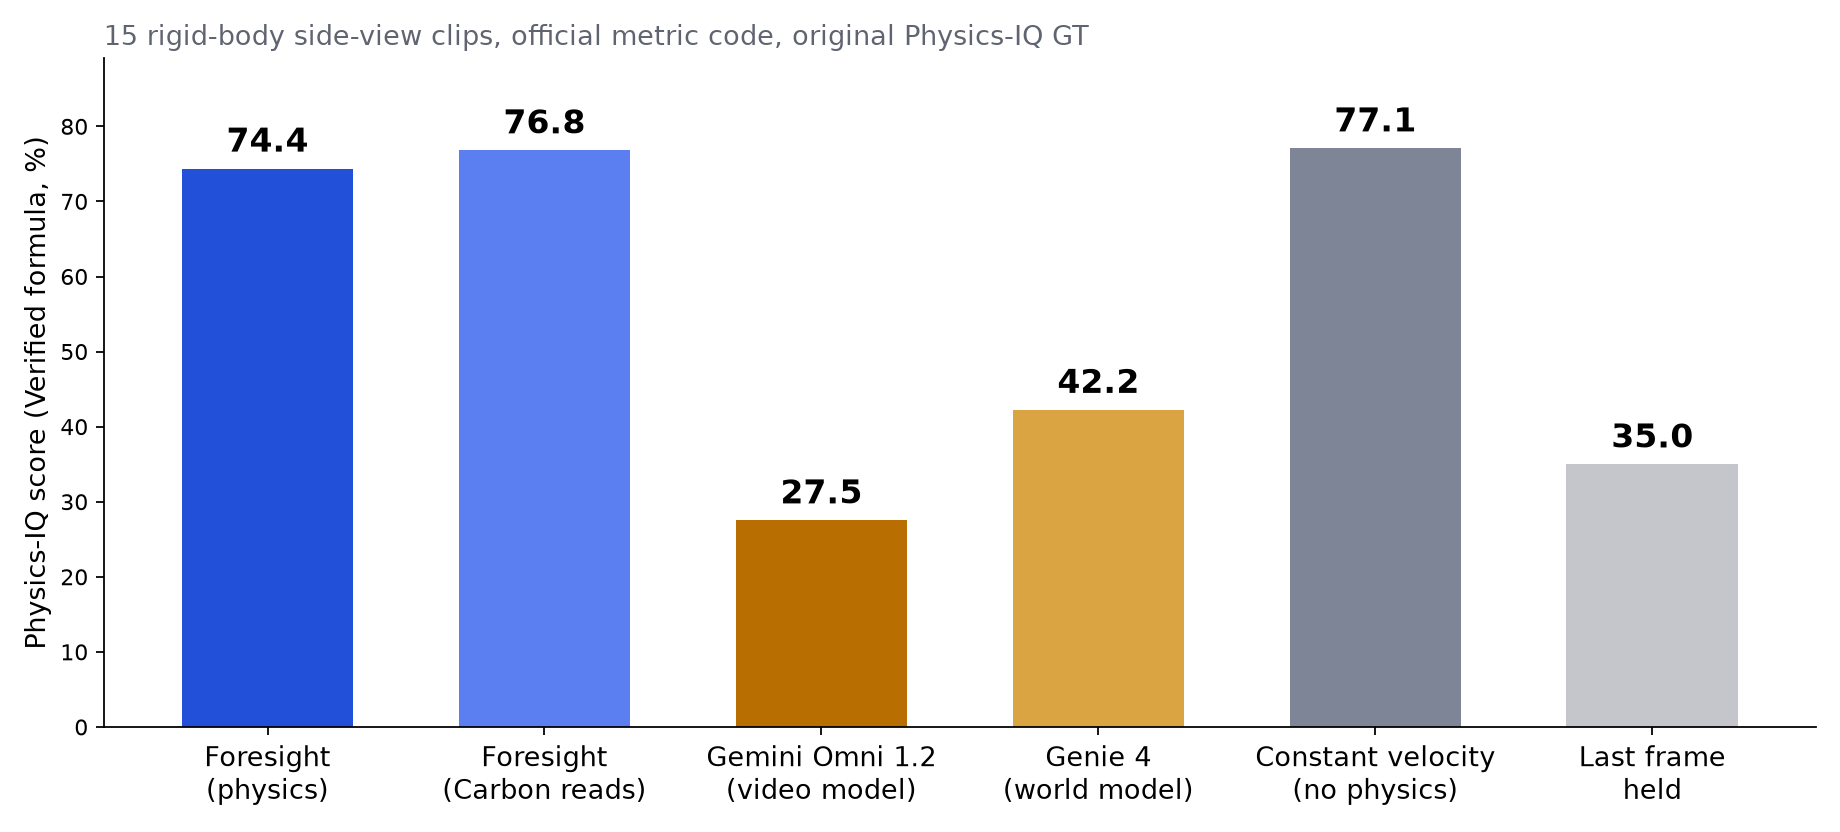 15 rigid-body side-view clips, official metric code, original Physics-IQ GT
Physics-IQ score (Verified formula, %)
80
70
60
50
40
30
20
10
0
74.4
76.8
27.5
42.2
77.1
35.0
Foresight
(physics)
Foresight
(Carbon reads)
Gemini Omni 1.2
(video model)
Genie 4
(world model)
Constant velocity
(no physics)
Last frame
held